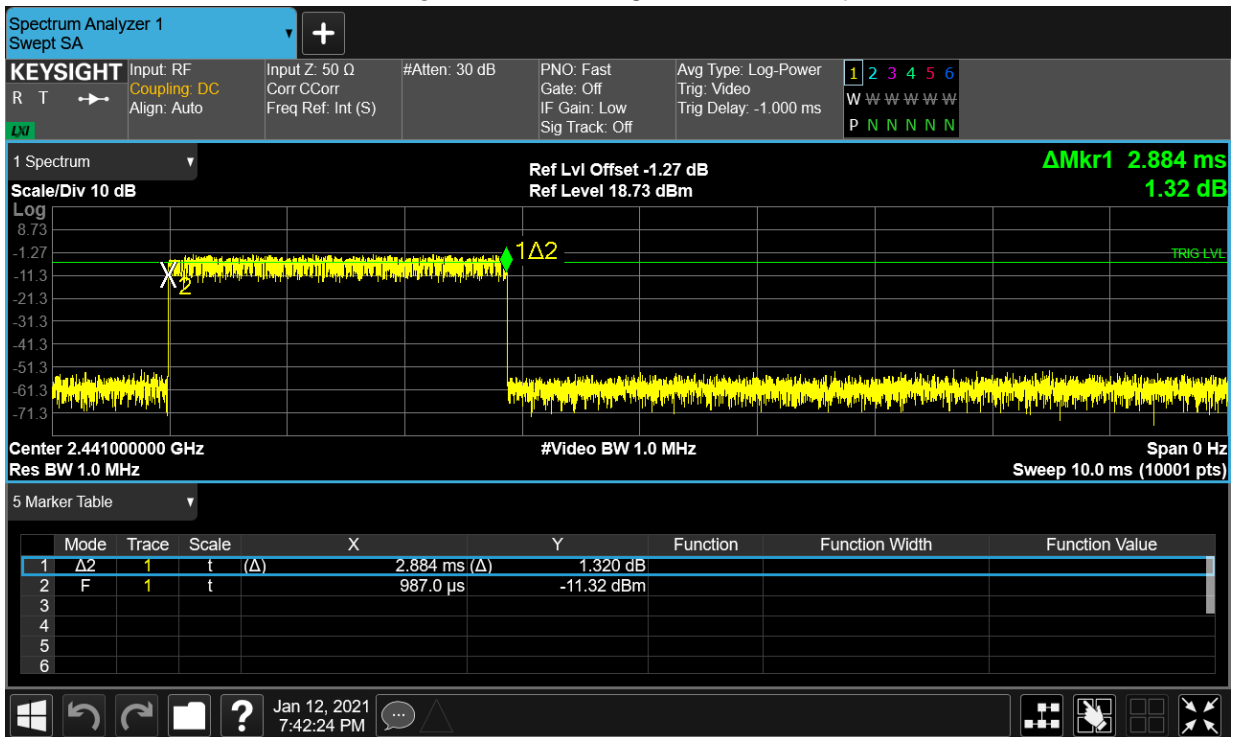 Spectrum Analyzer 1
Swept SA
+
KEYSIGHT Input: RF Input Z: 50 Ω #Atten: 30 dB PNO: Fast Avg Type: Log-Power 1 2 3 4 5 6
R T Coupling: DC Corr CCorr Gate: Off Trig: Video W W W W W W
Align: Auto Freq Ref: Int (S) IF Gain: Low Trig Delay: -1.000 ms P N N N N N
LXI Sig Track: Off
1 Spectrum Ref Lvl Offset -1.27 dB ΔMkr1 2.884 ms
Scale/Div 10 dB Ref Level 18.73 dBm 1.32 dB
Log
8.73
-1.27 1Δ2 TRIG LVL
-11.3 2
-21.3
-31.3
-41.3
-51.3
-61.3
-71.3
Center 2.441000000 GHz #Video BW 1.0 MHz Span 0 Hz
Res BW 1.0 MHz Sweep 10.0 ms (10001 pts)
5 Marker Table
Mode Trace Scale X Y Function Function Width Function Value
1 Δ2 1 t (Δ) 2.884 ms (Δ) 1.320 dB
2 F 1 t 987.0 µs -11.32 dBm
3
4
5
6
? Jan 12, 2021
7:42:24 PM